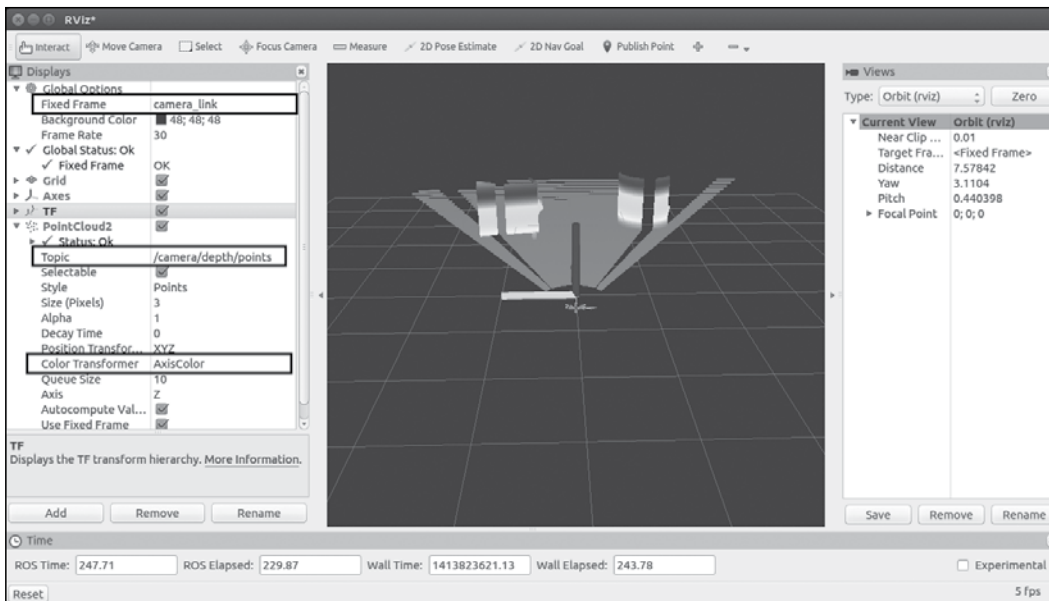 RViz*
Interact Move Camera Select Focus Camera Measure 2D Pose Estimate 2D Nav Goal Publish Point
Displays
Global Options
Fixed Frame camera_link
Background Color 48; 48; 48
Frame Rate 30
Global Status: Ok
Fixed Frame OK
Grid
Axes
TF
PointCloud2
Status: Ok
Topic /camera/depth/points
Selectable
Style Points
Size (Pixels) 3
Alpha 1
Decay Time 0
Position Transfor... XYZ
Color Transformer AxisColor
Queue Size 10
Axis Z
Autocompute Val...
Use Fixed Frame
TF
Displays the TF transform hierarchy. More Information.
Add Remove Rename
Views
Type: Orbit (rviz) Zero
Current View Orbit (rviz)
Near Clip ... 0.01
Target Fra... <Fixed Frame>
Distance 7.57842
Yaw 3.1104
Pitch 0.440398
Focal Point 0; 0; 0
Save Remove Rename
Time
ROS Time: 247.71 ROS Elapsed: 229.87 Wall Time: 1413823621.13 Wall Elapsed: 243.78 Experimental
Reset 5 fps